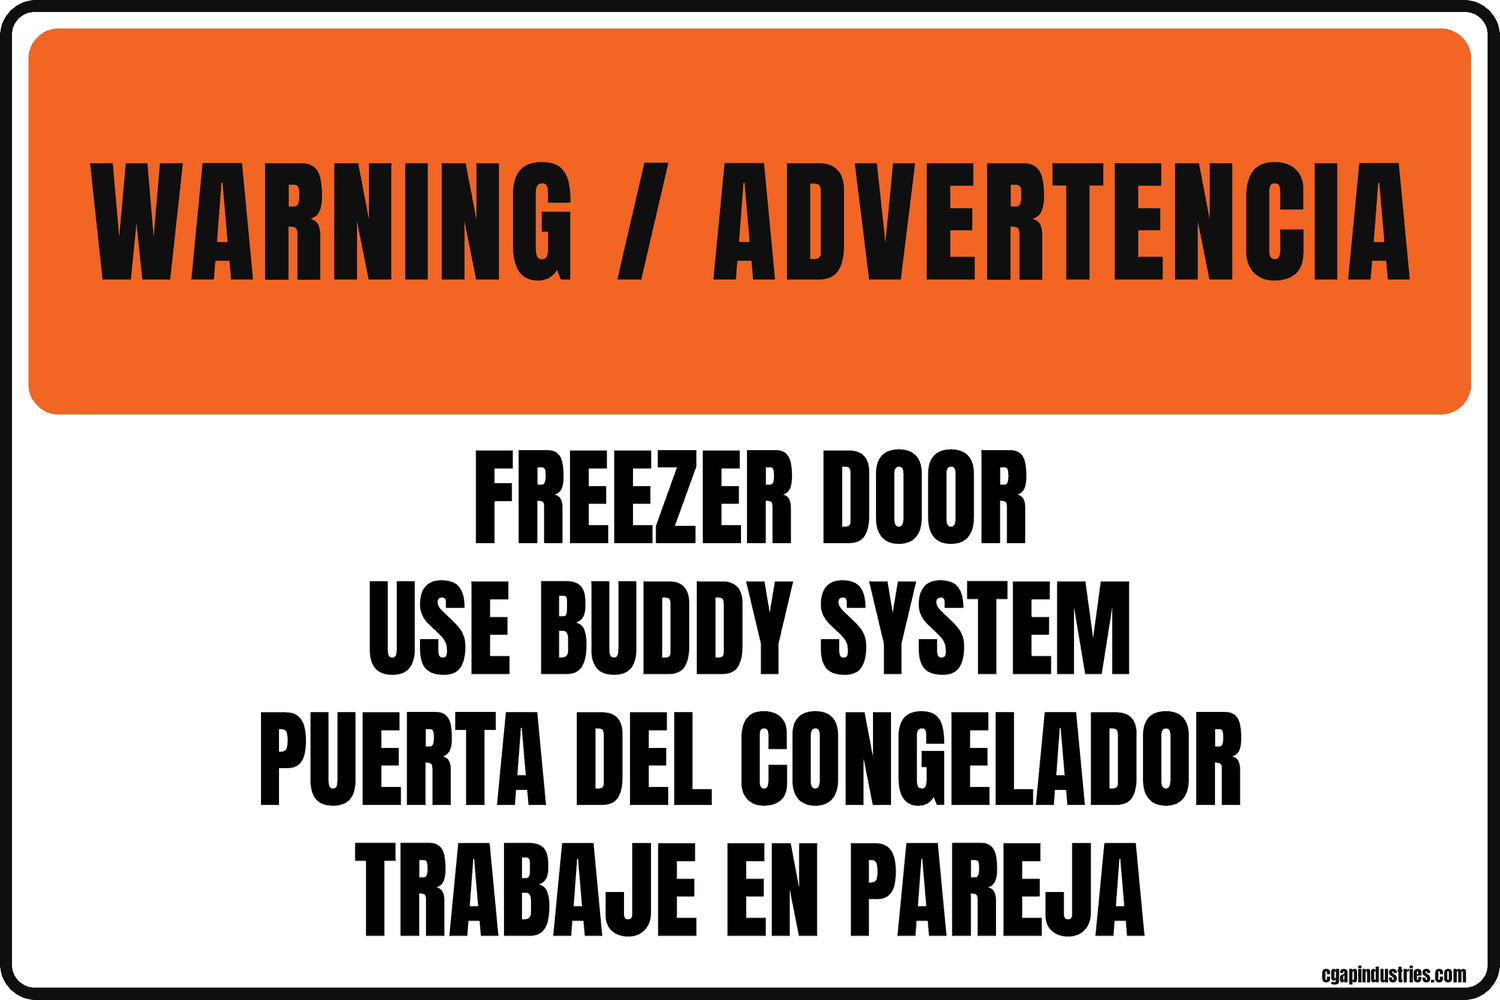 WARNING / ADVERTENCIA
FREEZER DOOR
USE BUDDY SYSTEM
PUERTA DEL CONGELADOR
TRABAJE EN PAREJA
cgapindustries.com